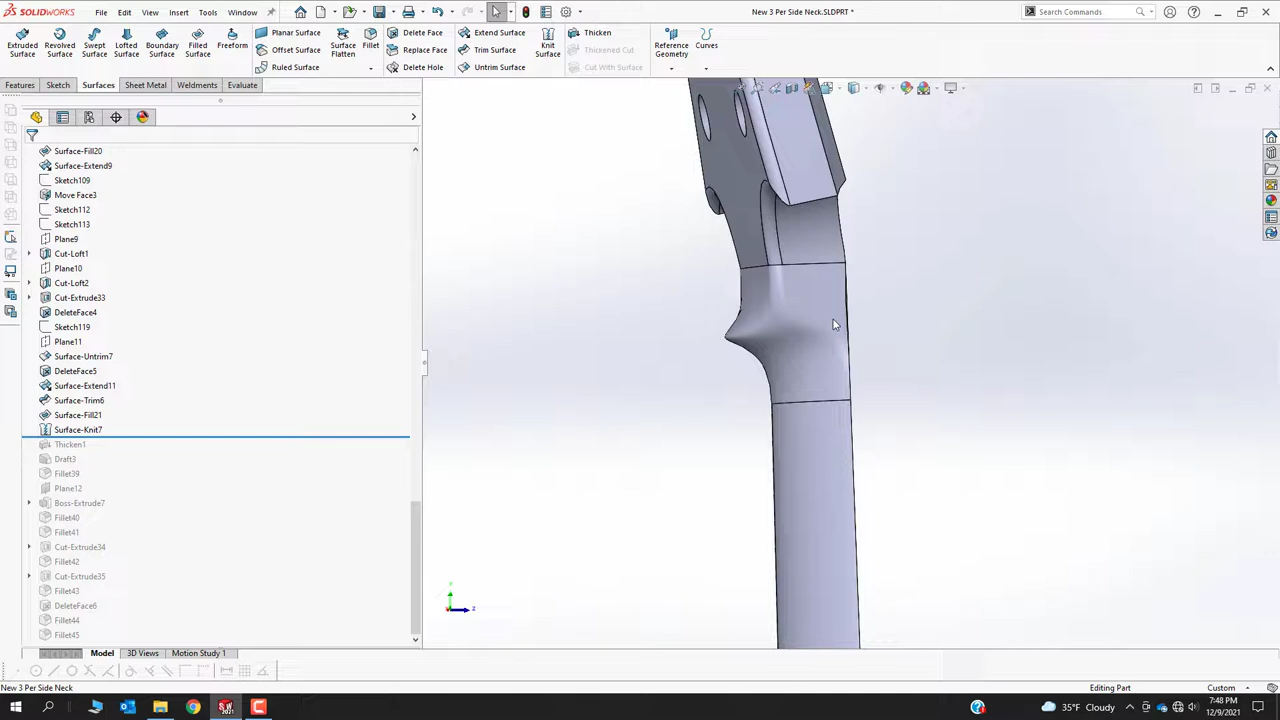 SOLIDWORKS File Edit View Insert Tools Window New 3 Per Side Neck.SLDPRT * Search Commands
Extruded Surface Revolved Surface Swept Surface Lofted Surface Boundary Surface Filled Surface Freeform Planar Surface Offset Surface Ruled Surface Surface Flatten Fillet Delete Face Replace Face Delete Hole Extend Surface Trim Surface Untrim Surface Knit Surface Thicken Thickened Cut Cut With Surface Reference Geometry Curves
Features Sketch Surfaces Sheet Metal Weldments Evaluate
Surface-Fill20
Surface-Extend9
Sketch109
Move Face3
Sketch112
Sketch113
Plane9
Cut-Loft1
Plane10
Cut-Loft2
Cut-Extrude33
DeleteFace4
Sketch119
Plane11
Surface-Untrim7
DeleteFace5
Surface-Extend11
Surface-Trim6
Surface-Fill21
Surface-Knit7
Thicken1
Draft3
Fillet39
Plane12
Boss-Extrude7
Fillet40
Fillet41
Cut-Extrude34
Fillet42
Cut-Extrude35
Fillet43
DeleteFace6
Fillet44
Fillet45
Y
Z
Model 3D Views Motion Study 1
New 3 Per Side Neck Editing Part Custom
35°F Cloudy 7:48 PM
12/9/2021